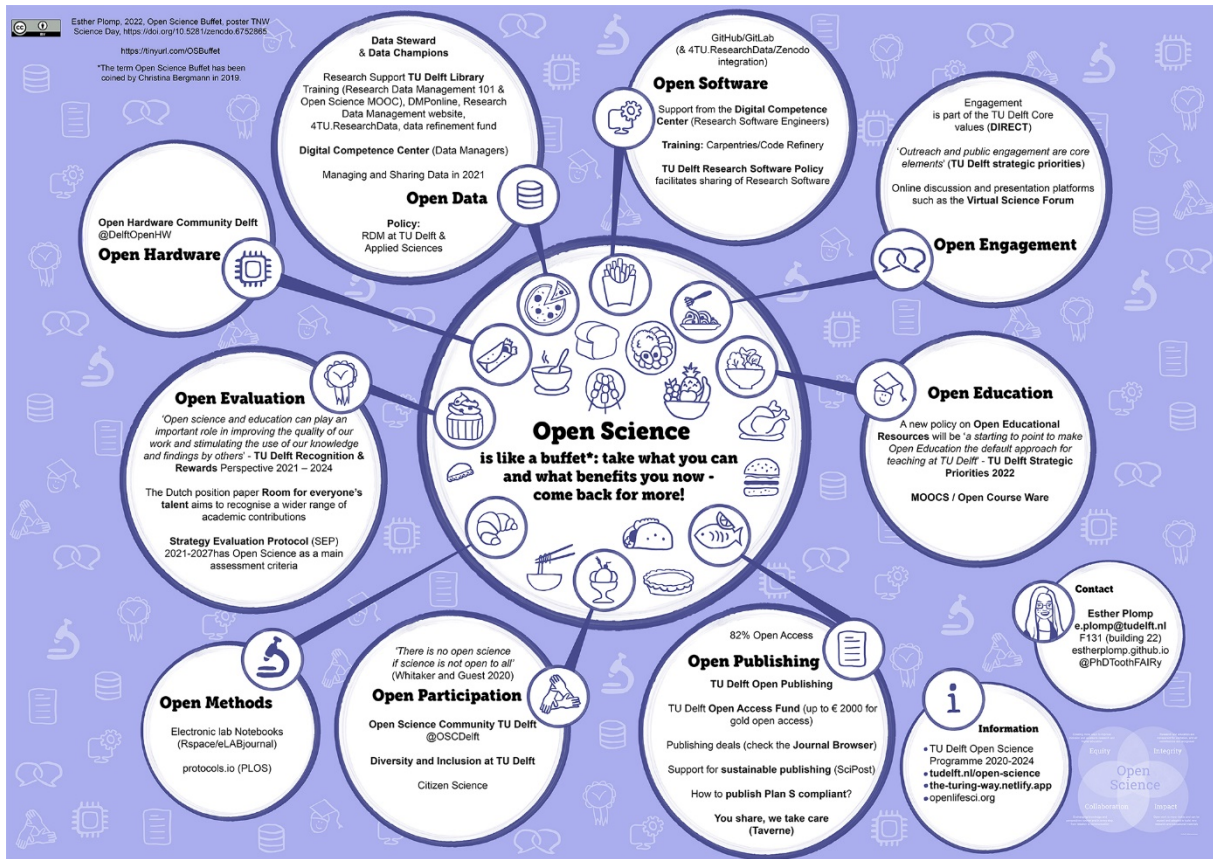 Esther Plomp, 2022, Open Science Buffet, poster TNW
Science Day, https://doi.org/10.5281/zenodo.6752865
https://tinyurl.com/OSBuffet
*The term Open Science Buffet has been
coined by Christina Bergmann in 2019.
Data Steward
& Data Champions
Research Support TU Delft Library
Training (Research Data Management 101 &
Open Science MOOC), DMPonline, Research
Data Management website,
4TU.ResearchData, data refinement fund
Digital Competence Center (Data Managers)
Managing and Sharing Data in 2021
Open Data
Policy:
RDM at TU Delft &
Applied Sciences
GitHub/GitLab
(& 4TU.ResearchData/Zenodo
integration)
Open Software
Support from the Digital Competence
Center (Research Software Engineers)
Training: Carpentries/Code Refinery
TU Delft Research Software Policy
facilitates sharing of Research Software
Engagement
is part of the TU Delft Core
values (DIRECT)
'Outreach and public engagement are core
elements' (TU Delft strategic priorities)
Online discussion and presentation platforms
such as the Virtual Science Forum
Open Engagement
Open Hardware Community Delft
@DelftOpenHW
Open Hardware
Open Evaluation
'Open science and education can play an
important role in improving the quality of our
work and stimulating the use of our knowledge
and findings by others' - TU Delft Recognition &
Rewards Perspective 2021 – 2024
The Dutch position paper Room for everyone's
talent aims to recognise a wider range of
academic contributions
Strategy Evaluation Protocol (SEP)
2021-2027has Open Science as a main
assessment criteria
Open Science
is like a buffet*: take what you can
and what benefits you now -
come back for more!
Open Education
A new policy on Open Educational
Resources will be 'a starting to point to make
Open Education the default approach for
teaching at TU Delft' - TU Delft Strategic
Priorities 2022
MOOCS / Open Course Ware
Open Methods
Electronic lab Notebooks
(Rspace/eLABjournal)
protocols.io (PLOS)
'There is no open science
if science is not open to all'
(Whitaker and Guest 2020)
Open Participation
Open Science Community TU Delft
@OSCDelft
Diversity and Inclusion at TU Delft
Citizen Science
82% Open Access
Open Publishing
TU Delft Open Publishing
TU Delft Open Access Fund (up to € 2000 for
gold open access)
Publishing deals (check the Journal Browser)
Support for sustainable publishing (SciPost)
How to publish Plan S compliant?
You share, we take care
(Taverne)
Contact
Esther Plomp
e.plomp@tudelft.nl
F131 (building 22)
estherplomp.github.io
@PhDToothFAIRy
Information
• TU Delft Open Science
Programme 2020-2024
• tudelft.nl/open-science
• the-turing-way.netlify.app
• openlifesci.org
Equity
Integrity
Open
Science
Collaboration
Impact